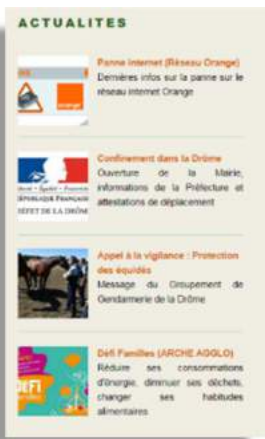 ACTUALITES
Panne Internet (Réseau Orange)
Dernières infos sur la panne sur le
réseau internet Orange
orange
Confinement dans la Drôme
Ouverture de la Mairie,
informations de la Préfecture et
attestations de déplacement
Liberté • Égalité • Fraternité
RÉPUBLIQUE FRANÇAISE
PRÉFET DE LA DRÔME
Appel à la vigilance : Protection
des équidés
Message du Groupement de
Gendarmerie de la Drôme
Défi Familles (ARCHE AGGLO)
Réduire ses consommations
d'énergie, diminuer ses déchets,
changer ses habitudes
alimentaires
DéFI